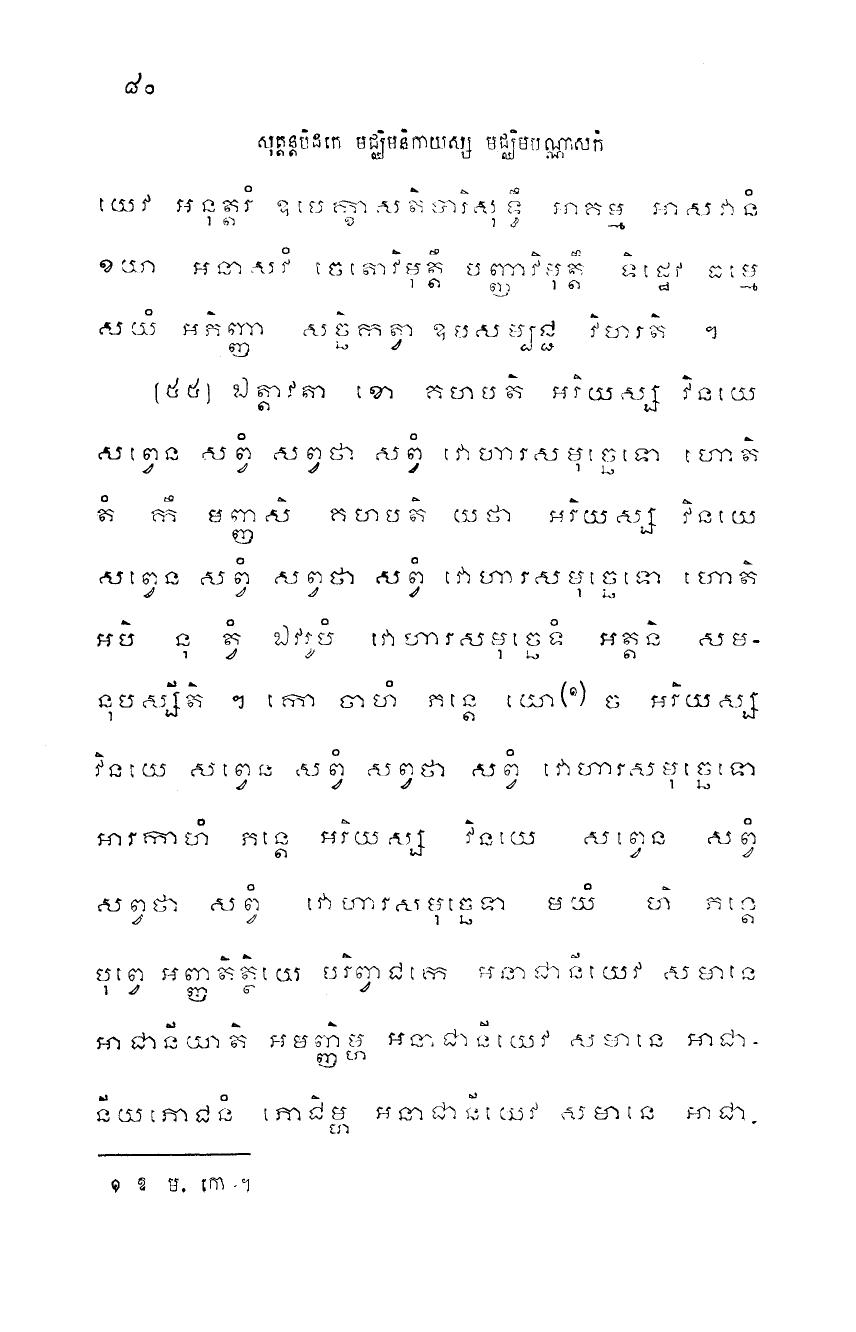 ៨០
សុត្តន្តបិដកេ មជ្ឈិមនិកាយស្ស មជ្ឈិមបណ្ណាសកំ
យេវ អនុត្តរំ ឧបេក្ខាសតិបារិសុទ្ធឹ អាគម្ម អាសវានំ
ខយា អនាសវំ ចេតោវិមុត្តឹ បញ្ញាវិមុត្តឹ ទិដ្ឋេវ ធម្មេ
សយំ អភិញ្ញា សច្ឆិកត្វា ឧបសម្បជ្ជ វិហរតិ ។
(៥៥) ឯត្តាវតា ខោ គហបតិ អរិយស្ស វិនយេ
សព្វេន សព្វំ សព្វថា សព្វំ វោហារសមុច្ឆេទោ ហោតិ
តំ កឹ មញ្ញសិ គហបតិ យថា អរិយស្ស វិនយេ
សព្វេន សព្វំ សព្វថា សព្វំ វោហារសមុច្ឆេទោ ហោតិ
អបិ នុ ត្វំ ឯវរូបំ វោហារសមុច្ឆេទំ អត្តនិ សម-
នុបស្សីតិ ។ កោ ចាហំ ភន្តេ យោ(១) ច អរិយស្ស
វិនយេ សព្វេន សព្វំ សព្វថា សព្វំ វោហារសមុច្ឆេទោ
អារកាហំ ភន្តេ អរិយស្ស វិនយេ សព្វេន សព្វំ
សព្វថា សព្វំ វោហារសមុច្ឆេទា មយំ ហិ ភន្តេ
បុព្វេ អញ្ញតិត្ថិយេ បរិព្វាជកេ អនាជានីយេវ សមានេ
អាជានីយាតិ អមញ្ញិម្ហ អនាជានីយេវ សមានេ អាជា-
នីយភោជនំ ភោជិម្ហ អនាជានីយេវ សមានេ អាជា-
១ ឱ ម. កោ ។